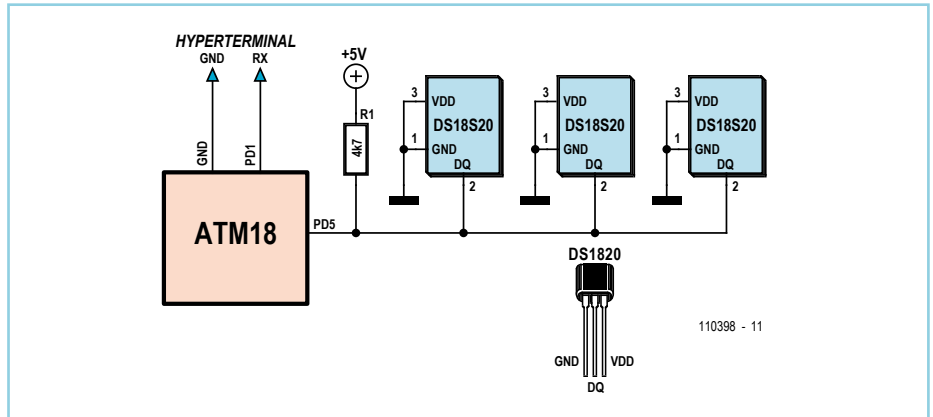 HYPERTERMINAL
GND RX
+5V
R1
4k7
GND
PD1
ATM18
PD5
3
VDD
DS18S20
1
GND
DQ
2
3
VDD
DS18S20
1
GND
DQ
2
3
VDD
DS18S20
1
GND
DQ
2
DS1820
GND
VDD
DQ
110398 - 11